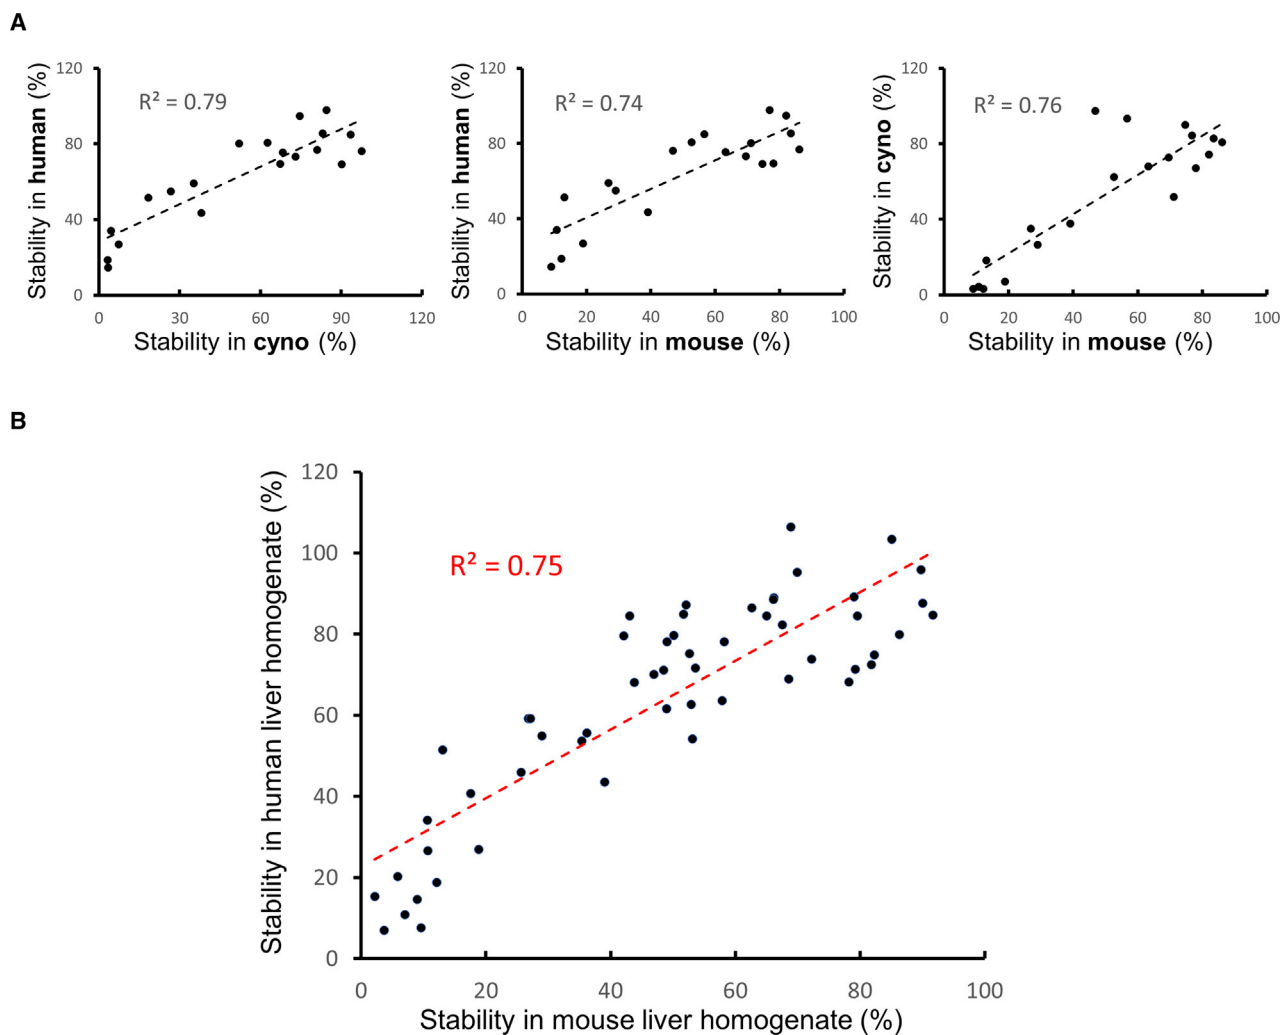 A
Stability in human (%)
120
80
40
0
R² = 0.79
0 30 60 90 120
Stability in cyno (%)
Stability in human (%)
120
80
40
0
R² = 0.74
0 20 40 60 80 100
Stability in mouse (%)
Stability in cyno (%)
120
80
40
0
R² = 0.76
0 20 40 60 80 100
Stability in mouse (%)
B
Stability in human liver homogenate (%)
120
100
80
60
40
20
0
R² = 0.75
0 20 40 60 80 100
Stability in mouse liver homogenate (%)